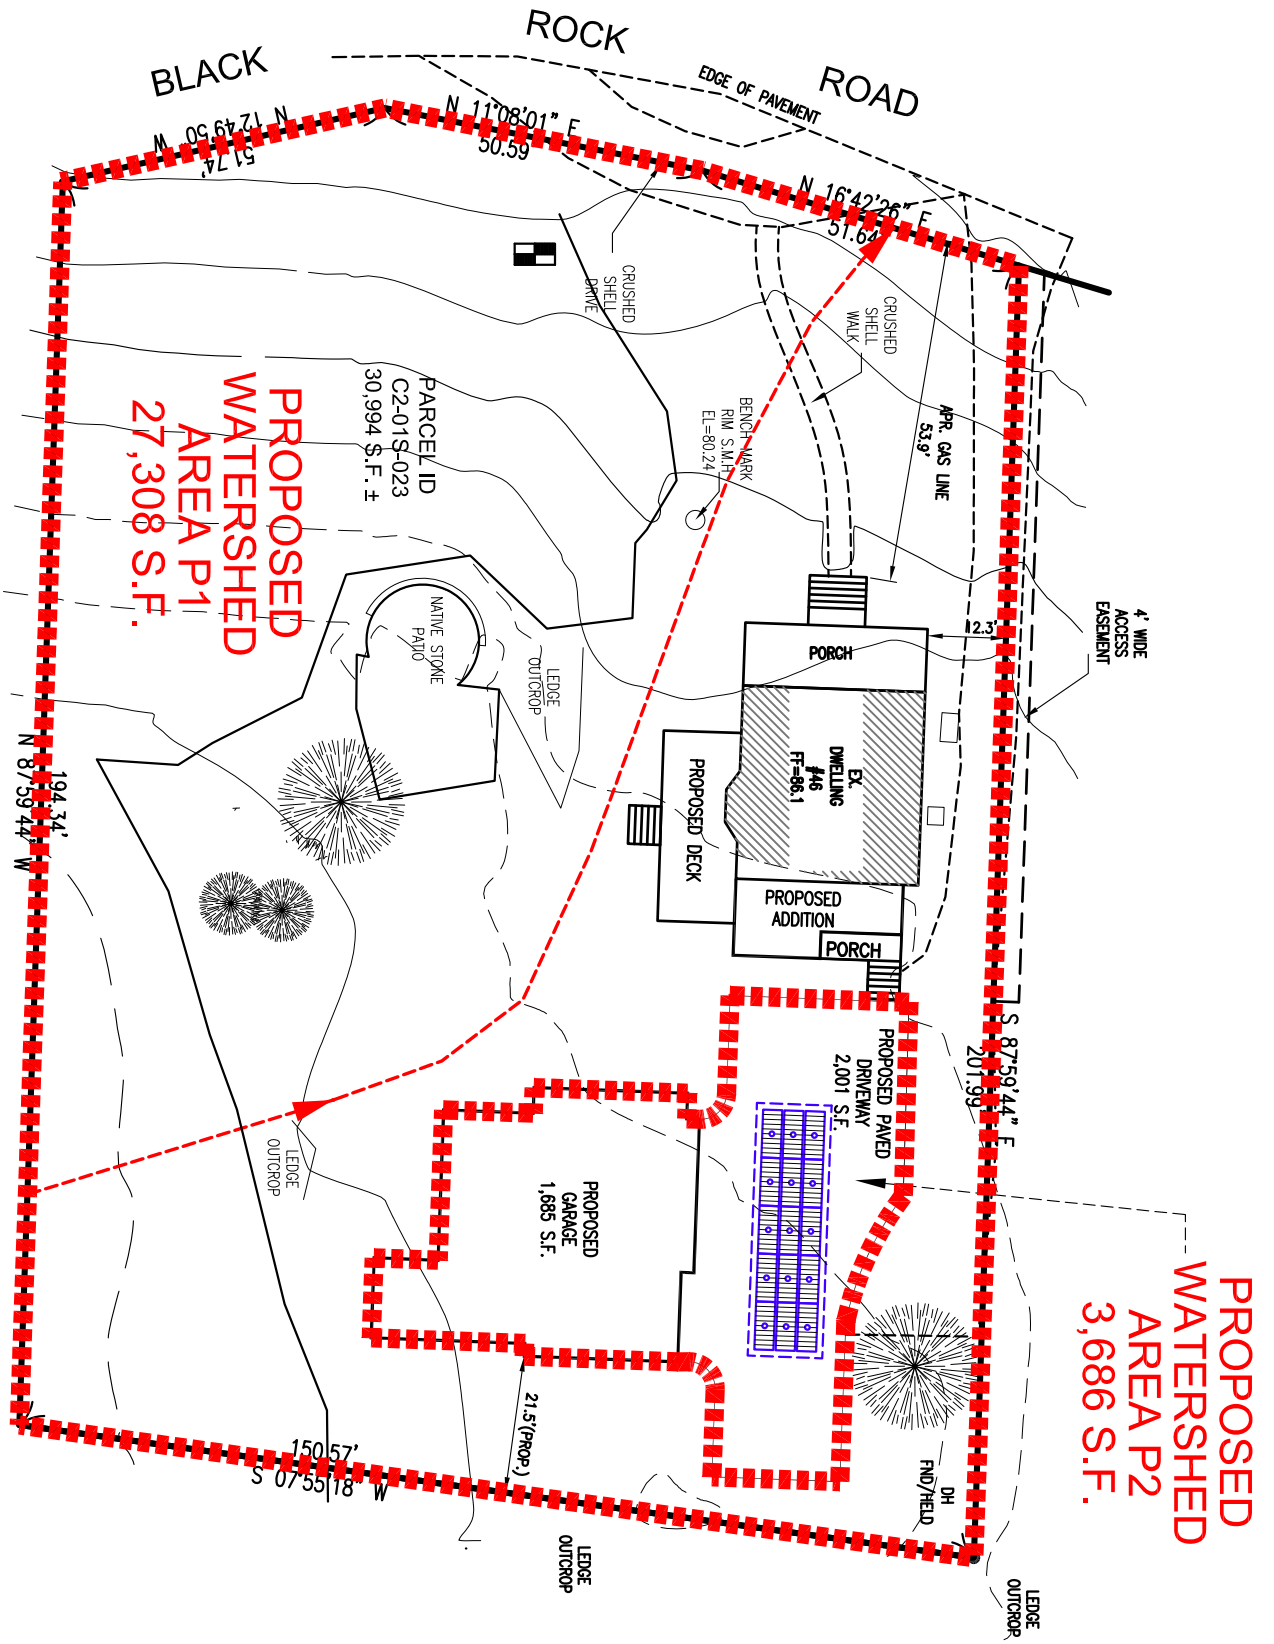 BLACK
ROCK
ROAD
EDGE OF PAVEMENT
N 12°49'50" W
51.74'
N 11°08'01" E
50.59
N 16°42'26" E
51.64'
CRUSHED
SHELL
DRIVE
CRUSHED
SHELL
WALK
APR. GAS LINE
53.9'
BENCH MARK
RIM S.M.H
EL=80.24
PARCEL ID
C2-01S-023
30,994 S.F. ±
PROPOSED
WATERSHED
AREA P1
27,308 S.F.
4' WIDE
ACCESS
EASEMENT
12.3'
PORCH
NATIVE STONE
PATIO
LEDGE
OUTCROP
EX.
DWELLING
#46
FF=86.1
PROPOSED DECK
PROPOSED
ADDITION
PORCH
194.34'
N 87°59'44" W
S 87°59'44" E
201.99
PROPOSED PAVED
DRIVEWAY
2,001 S.F.
LEDGE
OUTCROP
PROPOSED
GARAGE
1,685 S.F.
PROPOSED
WATERSHED
AREA P2
3,686 S.F.
21.5'(PROP.)
150.57'
S 07°55'18" W
DH
FND/HELD
LEDGE
OUTCROP
LEDGE
OUTCROP